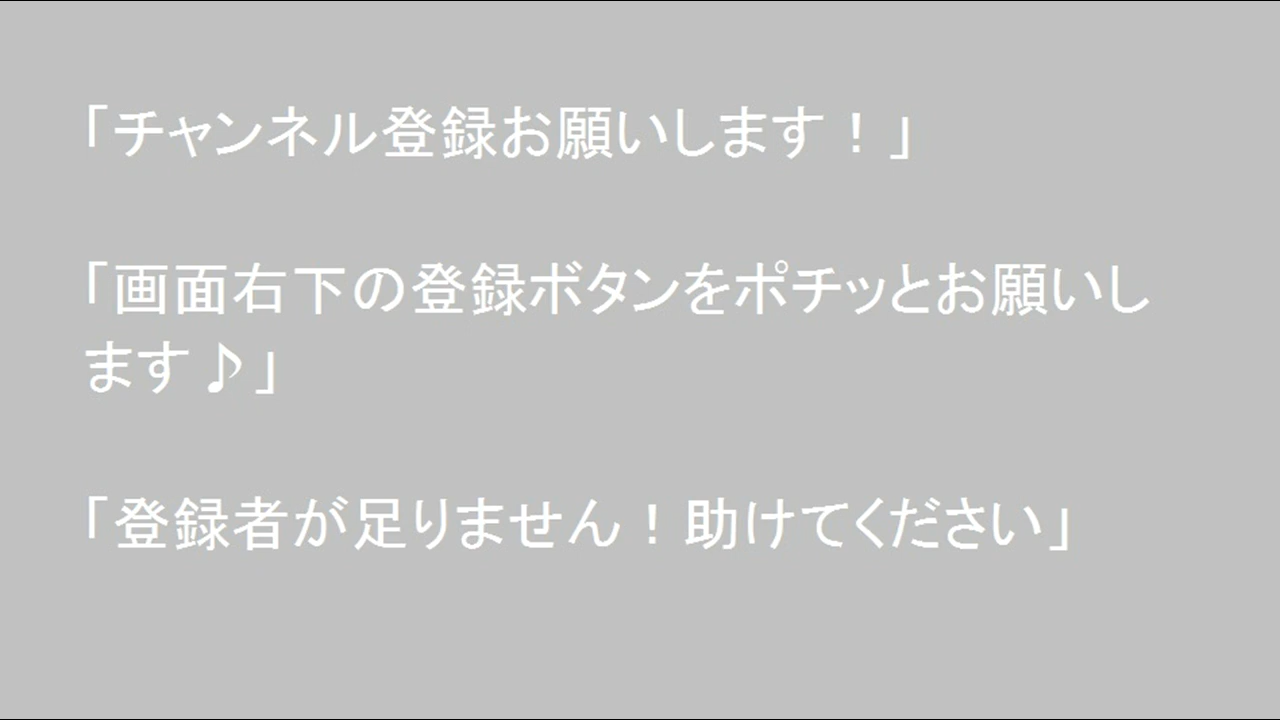 「チャンネル登録お願いします！」
「画面右下の登録ボタンをポチッとお願いし
ます♪」
「登録者が足りません！助けてください」